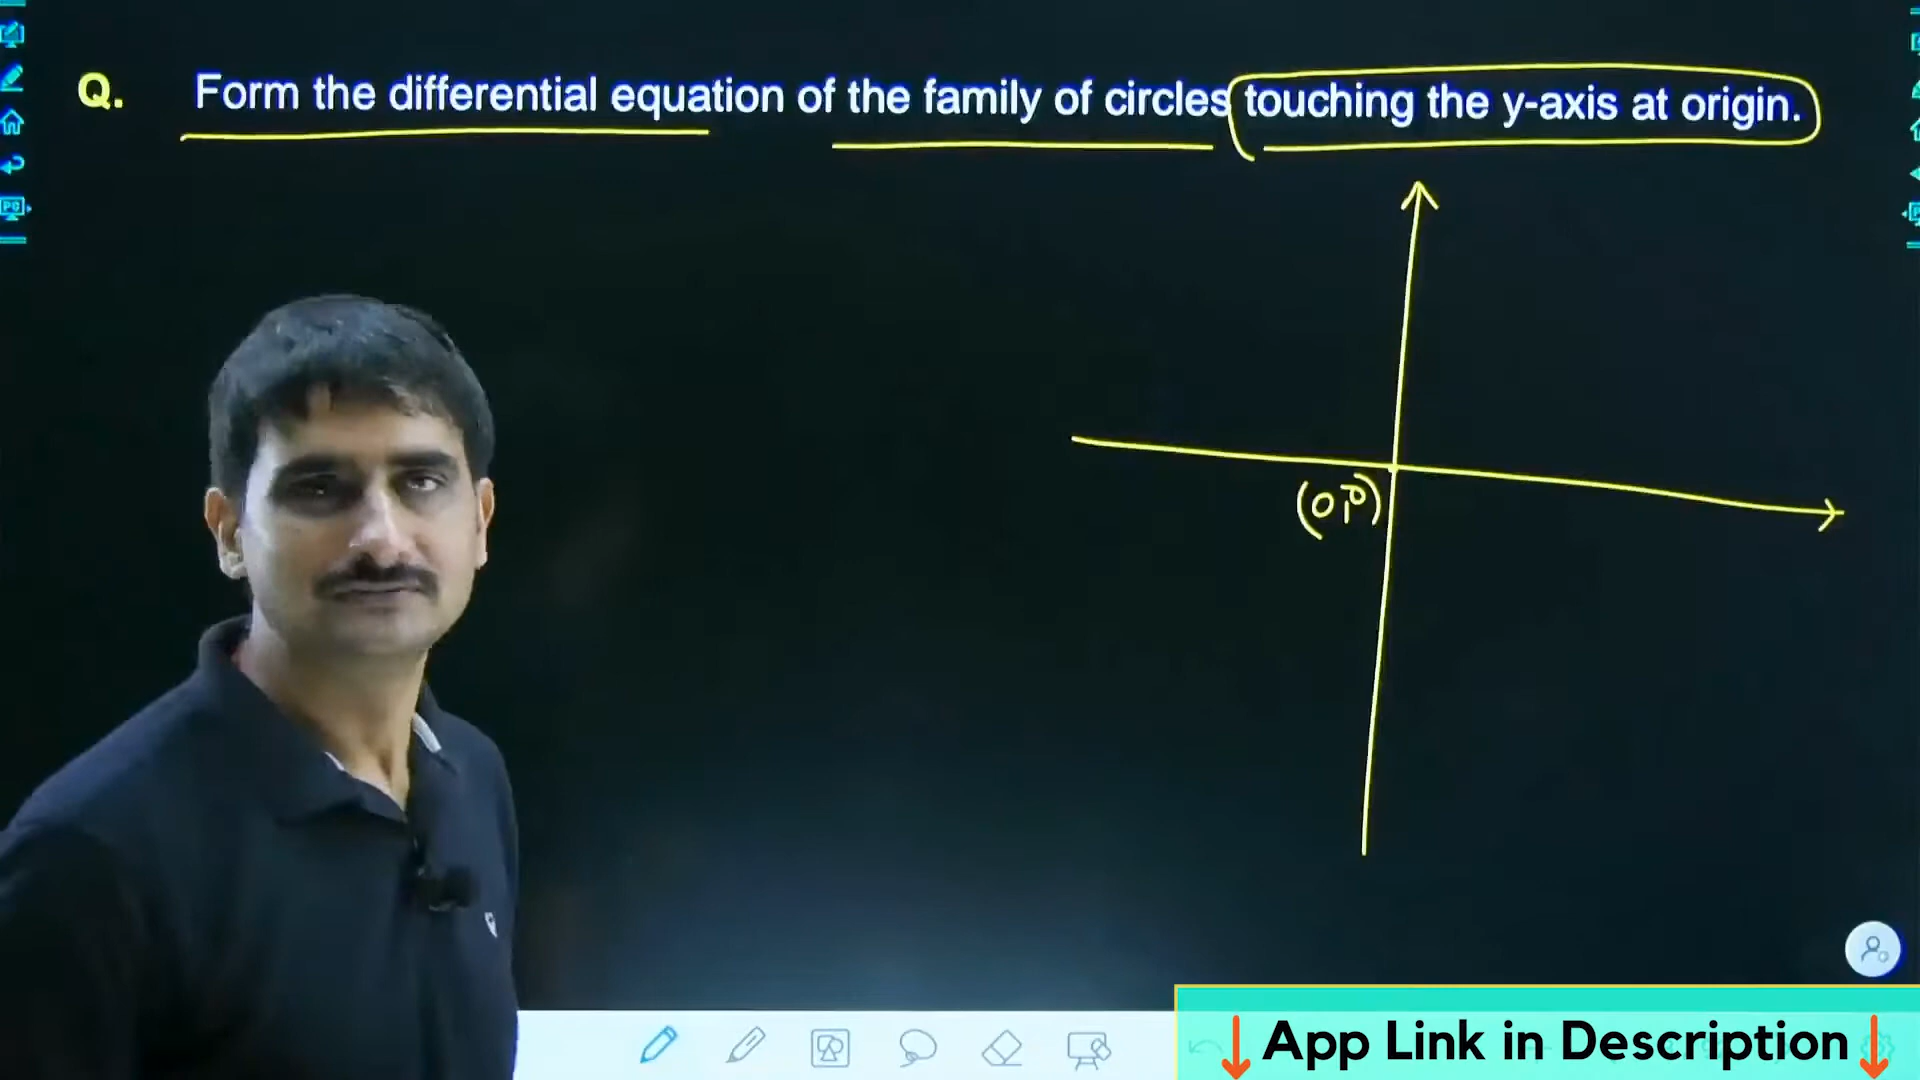 Q. Form the differential equation of the family of circles touching the y-axis at origin.
(0,0)
App Link in Description